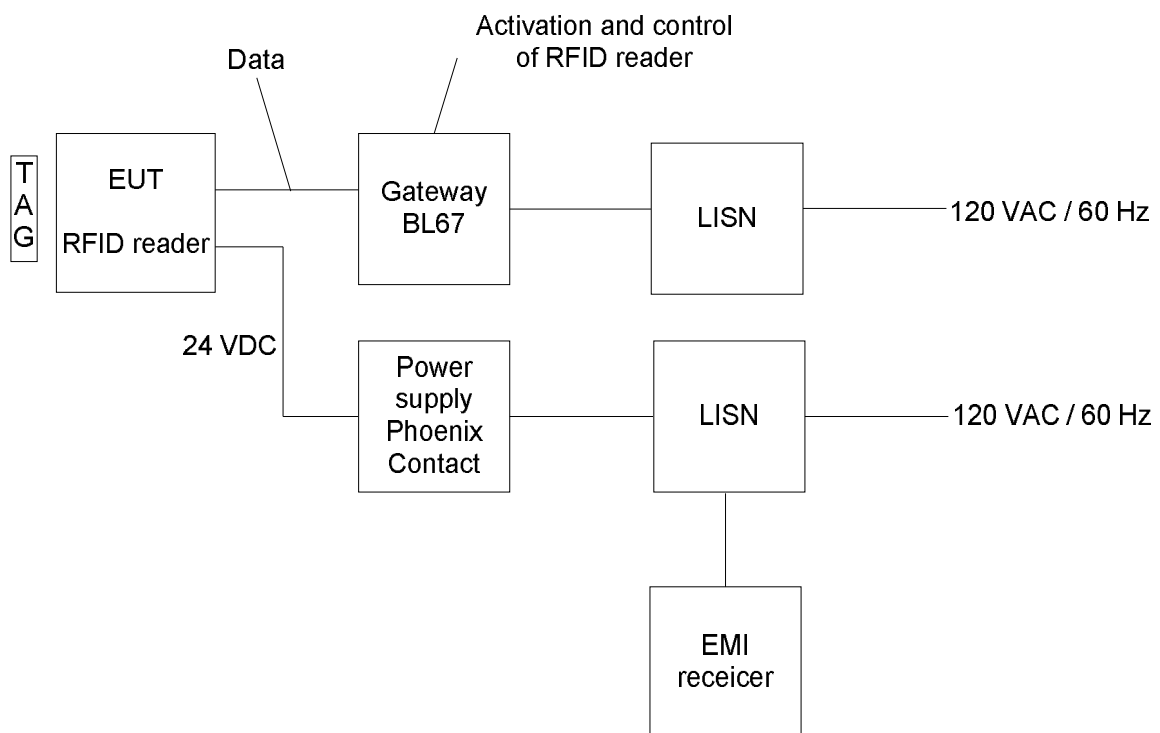 Activation and control
of RFID reader
Data
TAG
EUT
RFID reader
Gateway
BL67
LISN
120 VAC / 60 Hz
24 VDC
Power
supply
Phoenix
Contact
LISN
120 VAC / 60 Hz
EMI
receicer